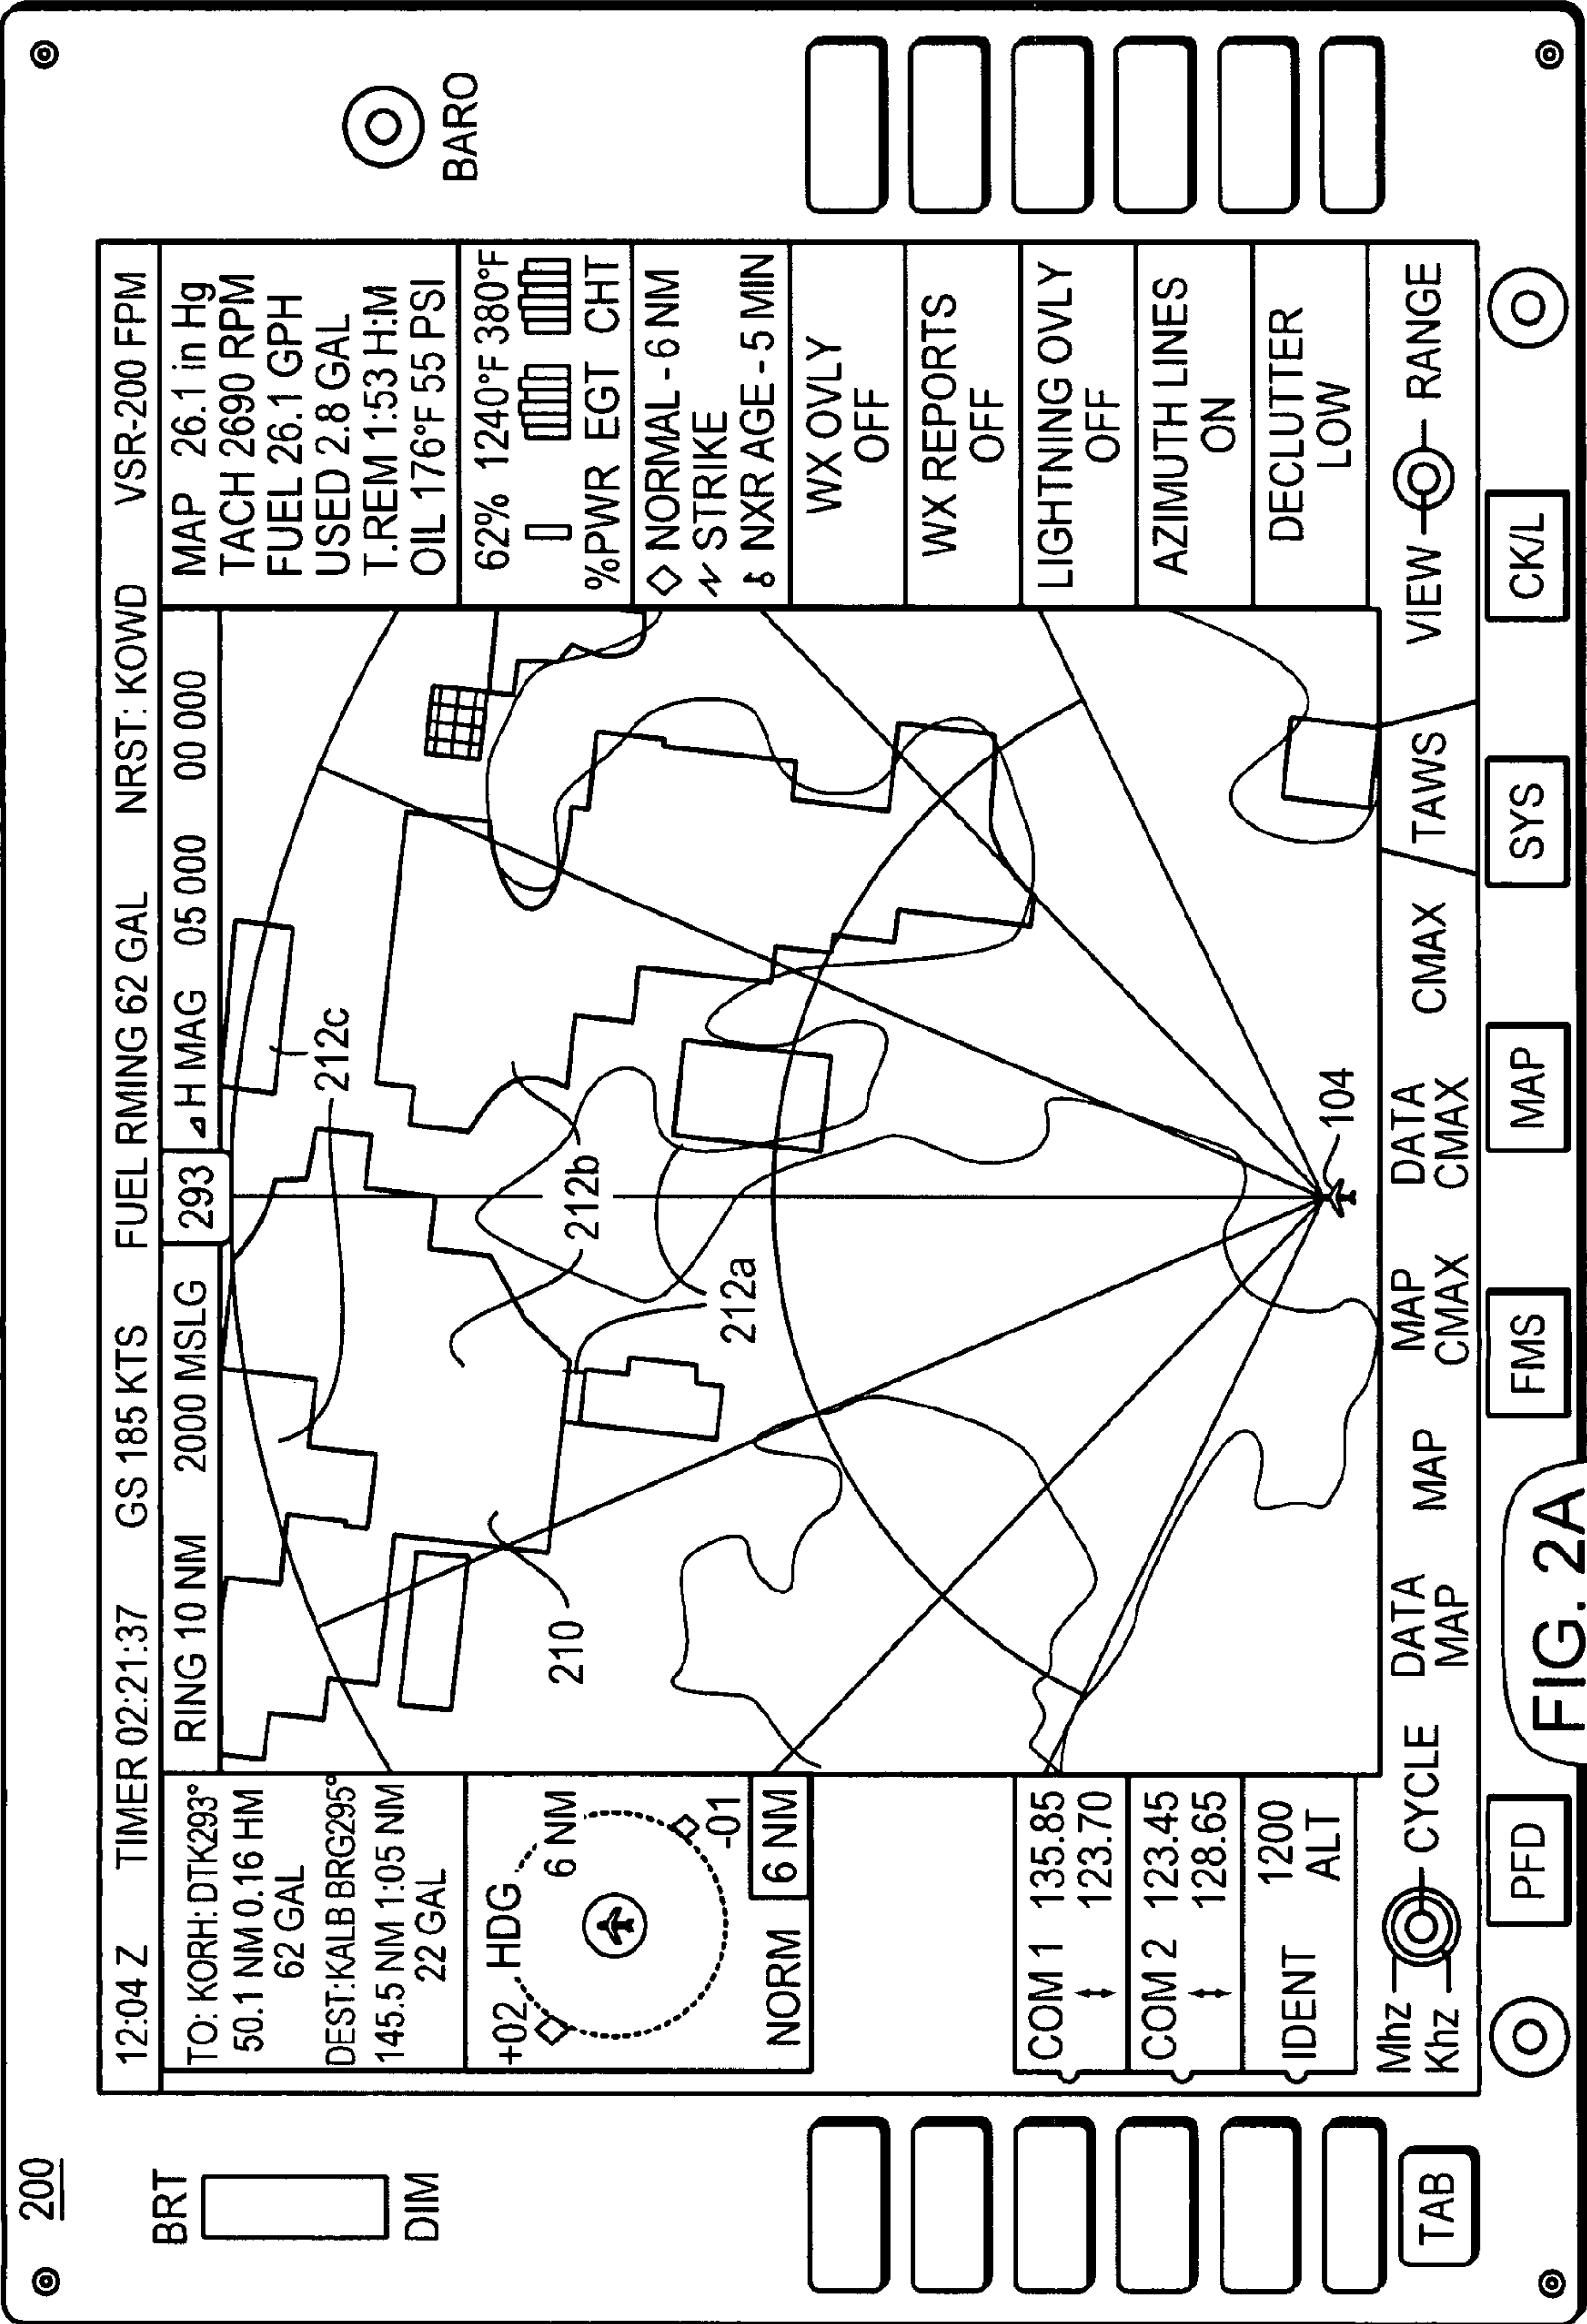 200
BRT
DIM
BARO
12:04 Z TIMER 02:21:37 GS 185 KTS FUEL RMING 62 GAL NRST: KOWD VSR-200 FPM
TO: KORH: DTK293°
50.1 NM 0.16 HM
62 GAL
DEST:KALB BRG295°
145.5 NM 1:05 NM
22 GAL
+02 HDG
6 NM
-01
NORM 6 NM
COM 1 135.85
123.70
COM 2 123.45
128.65
IDENT 1200
ALT
RING 10 NM 2000 MSLG 293 ⊿H MAG 05 000 00 000
212c
212b
212a
210
104
MAP 26.1 in Hg
TACH 2690 RPM
FUEL 26.1 GPH
USED 2.8 GAL
T.REM 1:53 H:M
OIL 176°F 55 PSI
62% 1240°F 380°F
%PWR EGT CHT
NORMAL - 6 NM
STRIKE
NXR AGE - 5 MIN
WX OVLY
OFF
WX REPORTS
OFF
LIGHTNING OVLY
OFF
AZIMUTH LINES
ON
DECLUTTER
LOW
Mhz
Khz
CYCLE
DATA
MAP
MAP
MAP
CMAX
DATA
CMAX
CMAX
TAWS
VIEW RANGE
TAB
PFD
FMS
MAP
SYS
CK/L
FIG. 2A